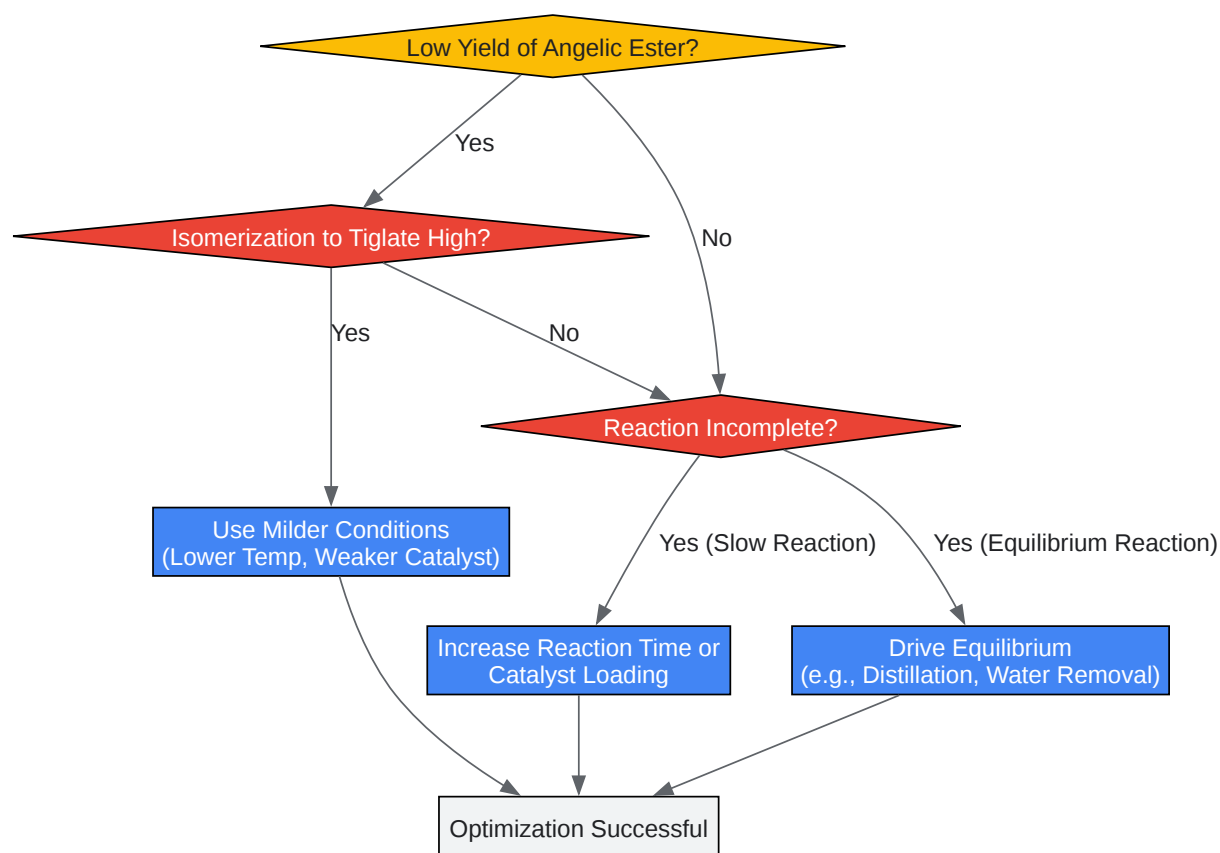 Low Yield of Angelic Ester?
Yes
Isomerization to Tiglate High?
No
Yes
No
Reaction Incomplete?
Use Milder Conditions
(Lower Temp, Weaker Catalyst)
Yes (Slow Reaction)
Yes (Equilibrium Reaction)
Increase Reaction Time or
Catalyst Loading
Drive Equilibrium
(e.g., Distillation, Water Removal)
Optimization Successful